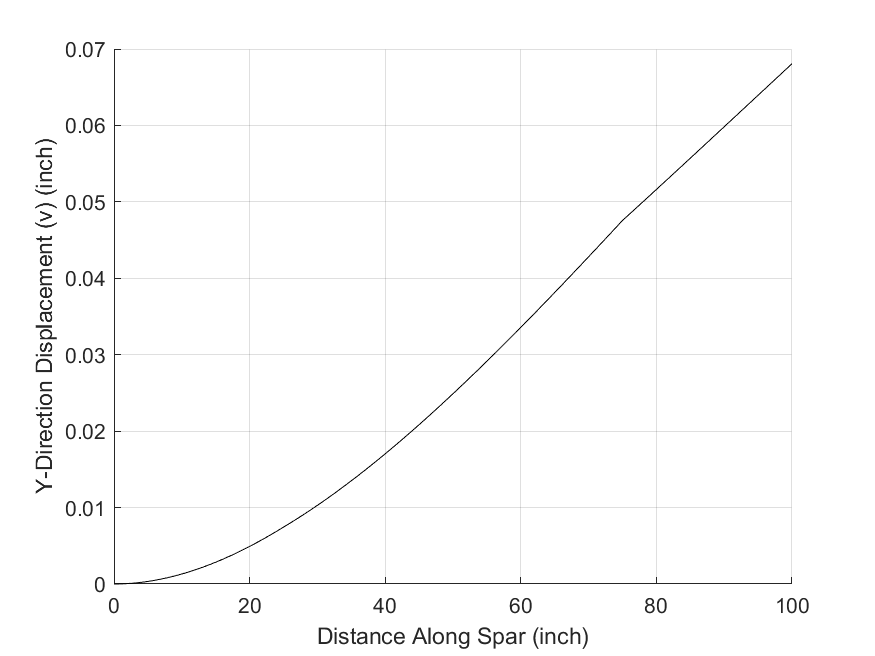 0.07
0.06
0.05
0.04
0.03
0.02
0.01
0
Y-Direction Displacement (v) (inch)
0 20 40 60 80 100
Distance Along Spar (inch)